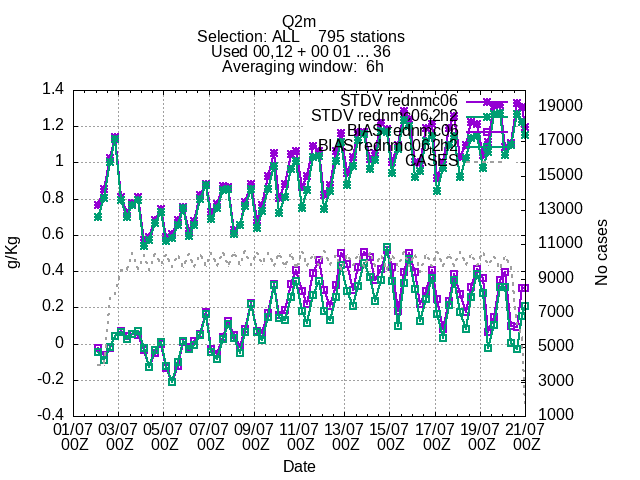 Q2m
Selection: ALL 795 stations
Used 00,12 + 00 01 ... 36
Averaging window: 6h
STDV rednmc06
STDV rednmc06,2h2
BIAS rednmc06
BIAS rednmc06,2h2
CASES
1.4
1.2
1
0.8
0.6
0.4
0.2
0
-0.2
-0.4
g/Kg
19000
17000
15000
13000
11000
9000
7000
5000
3000
1000
No cases
01/07 03/07 05/07 07/07 09/07 11/07 13/07 15/07 17/07 19/07 21/07
00Z 00Z 00Z 00Z 00Z 00Z 00Z 00Z 00Z 00Z 00Z
Date